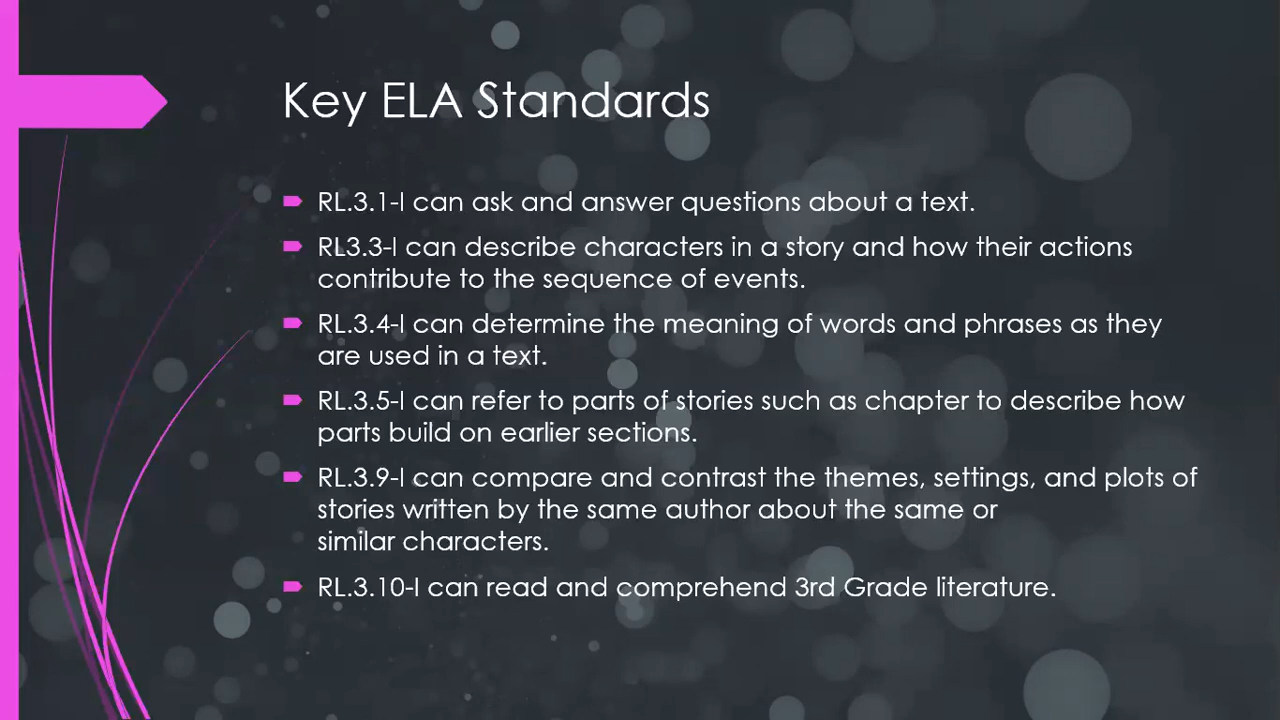 Key ELA Standards
RL.3.1-I can ask and answer questions about a text.
RL3.3-I can describe characters in a story and how their actions
contribute to the sequence of events.
RL.3.4-I can determine the meaning of words and phrases as they
are used in a text.
RL.3.5-I can refer to parts of stories such as chapter to describe how
parts build on earlier sections.
RL.3.9-I can compare and contrast the themes, settings, and plots of
stories written by the same author about the same or
similar characters.
RL.3.10-I can read and comprehend 3rd Grade literature.